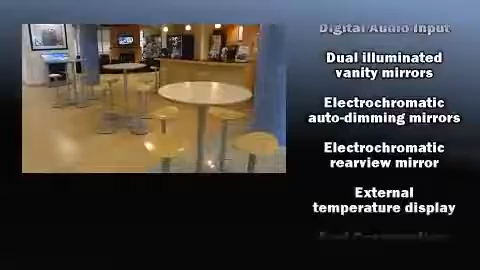 Digital Audio Input
Dual illuminated
vanity mirrors
Electrochromatic
auto-dimming mirrors
Electrochromatic
rearview mirror
External
temperature display